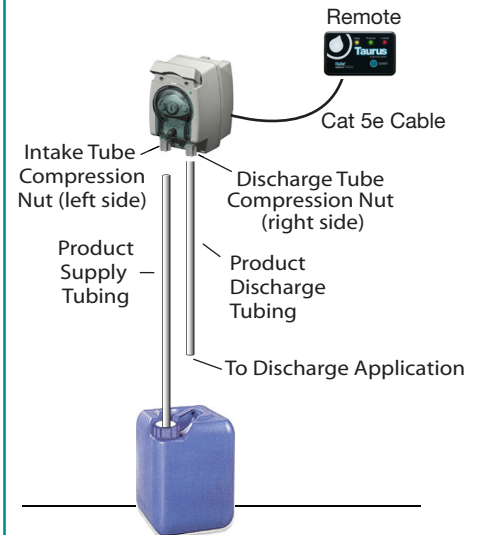 Remote
Taurus
START
Cat 5e Cable
Intake Tube
Compression
Nut (left side)
Discharge Tube
Compression Nut
(right side)
Product
Supply
Tubing
Product
Discharge
Tubing
To Discharge Application